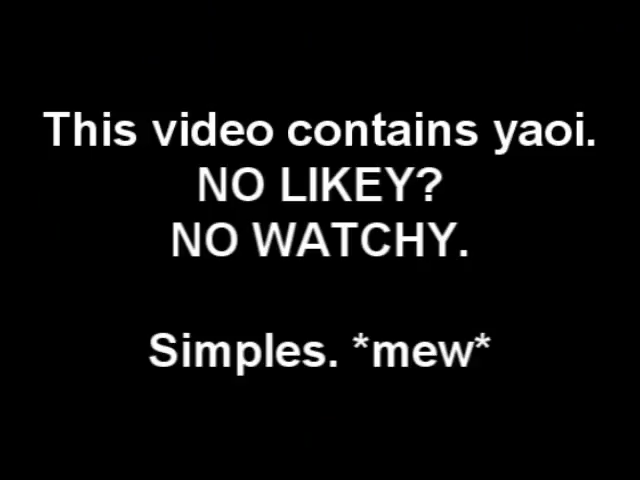 This video contains yaoi.
NO LIKEY?
NO WATCHY.
Simples. *mew*